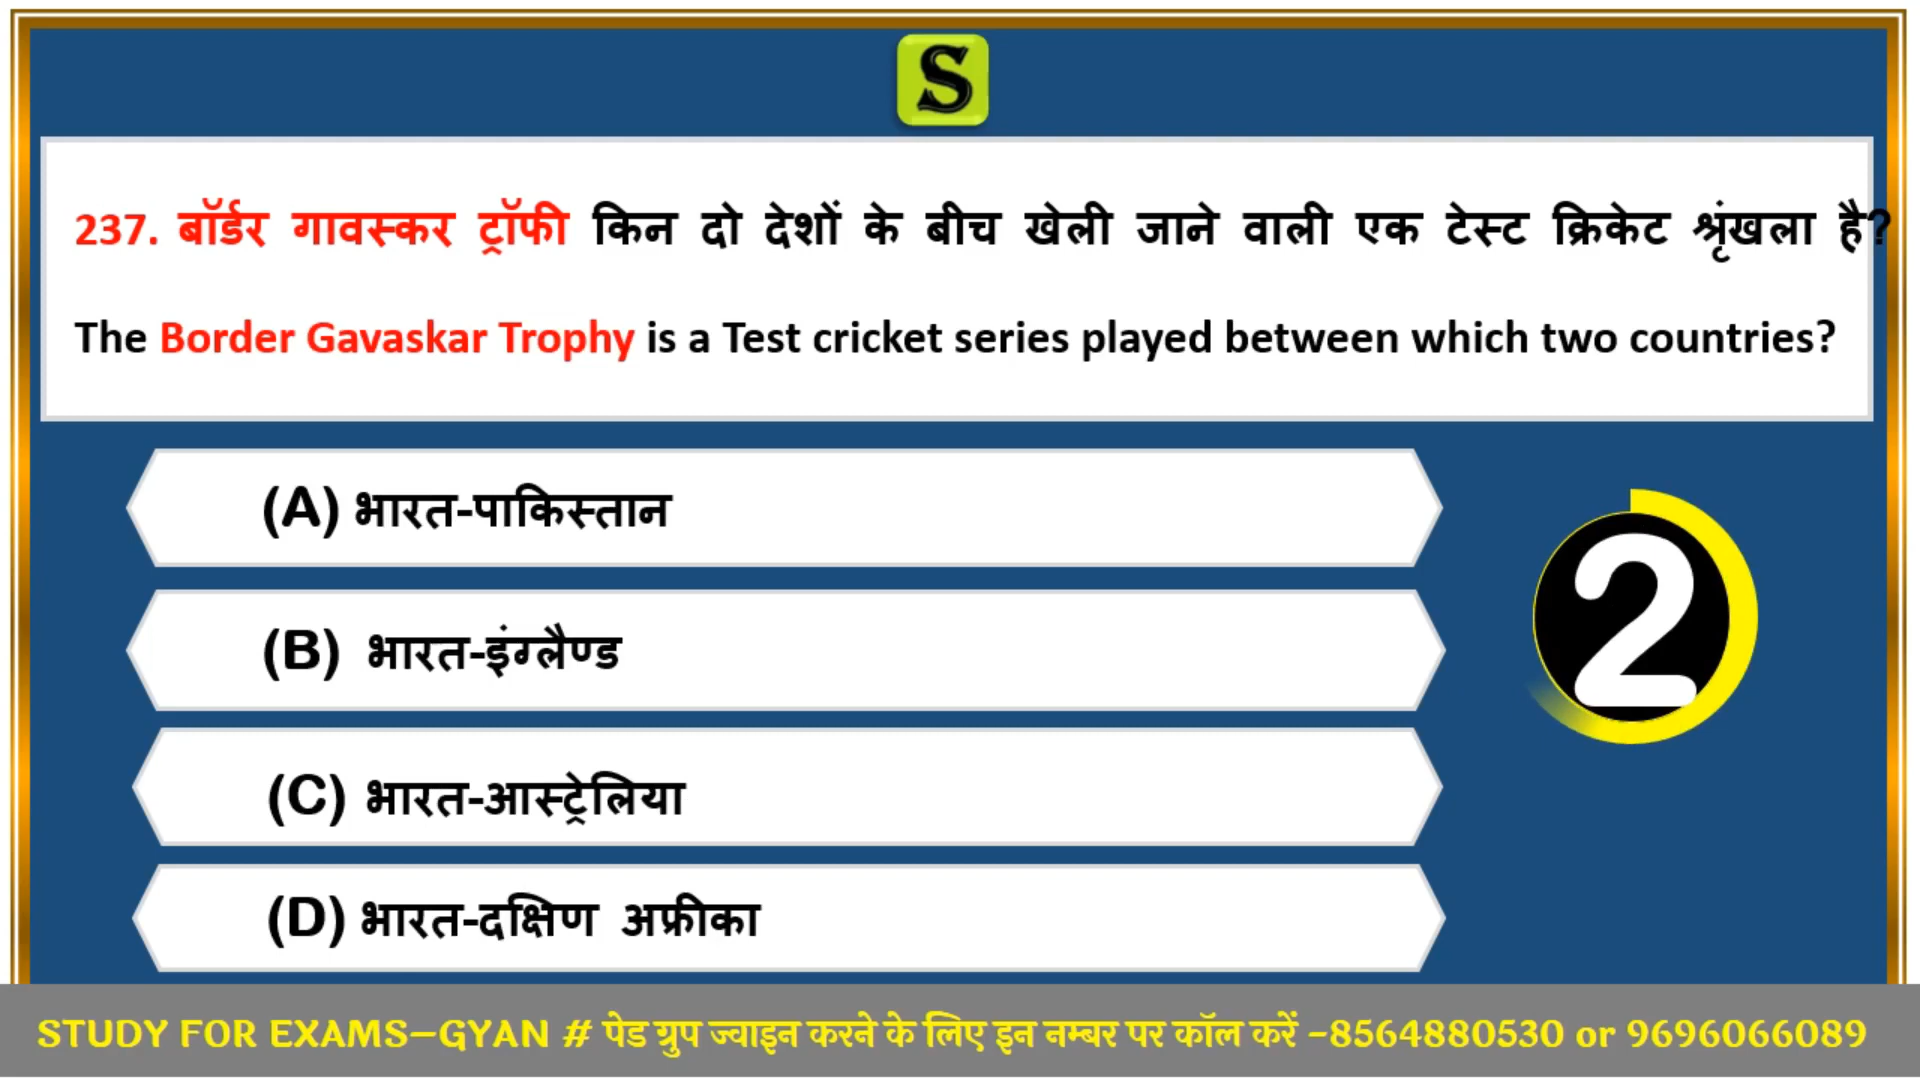 S
237. बॉर्डर गावस्कर ट्रॉफी किन दो देशों के बीच खेली जाने वाली एक टेस्ट क्रिकेट श्रृंखला है?
The Border Gavaskar Trophy is a Test cricket series played between which two countries?
(A) भारत-पाकिस्तान
(B) भारत-इंग्लैण्ड
2
(C) भारत-आस्ट्रेलिया
(D) भारत-दक्षिण अफ्रीका
STUDY FOR EXAMS–GYAN # पेड ग्रुप ज्वाइन करने के लिए इन नम्बर पर कॉल करें -8564880530 or 9696066089